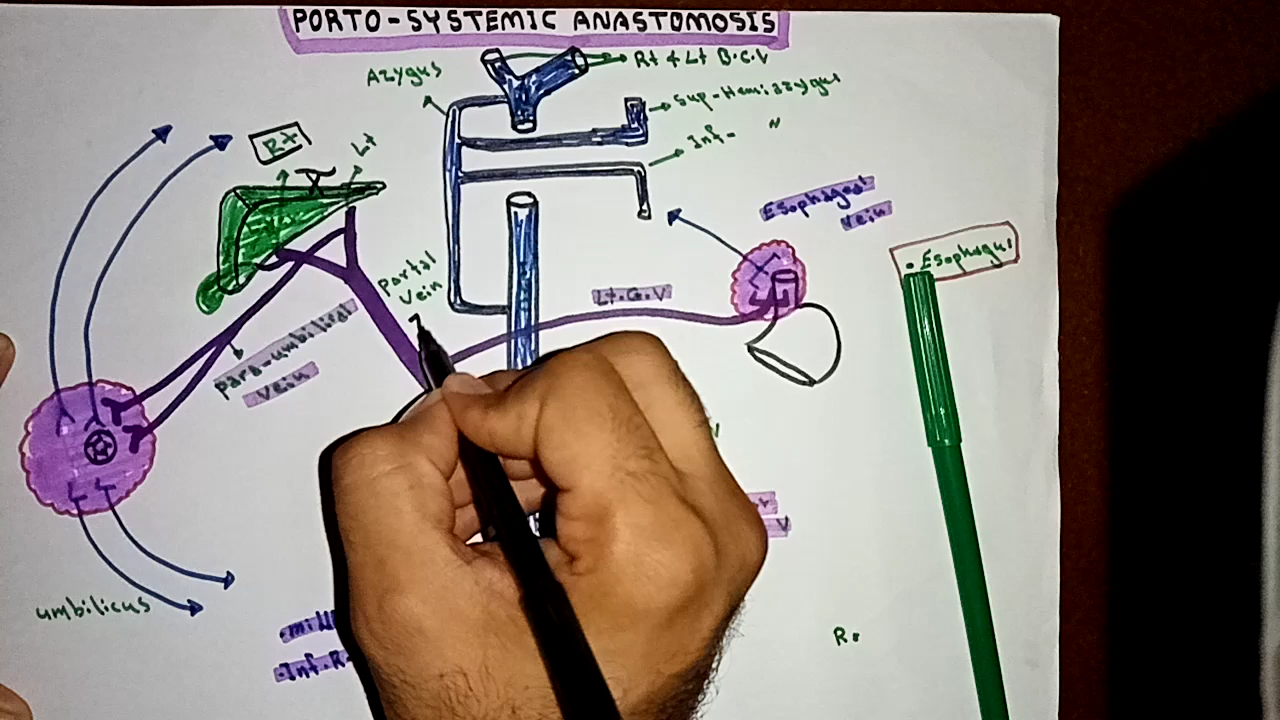 PORTO-SYSTEMIC ANASTOMOSIS
Rt & Lt B.C.V
Azygus
Sup-Hemiazygus
Inf- "
Rt
Lt
Esophageal
Vein
• Esophagus
Portal
Vein
Lt.G.V
para-umbilical
Vein
V
umbilicus
Inf.R
R.